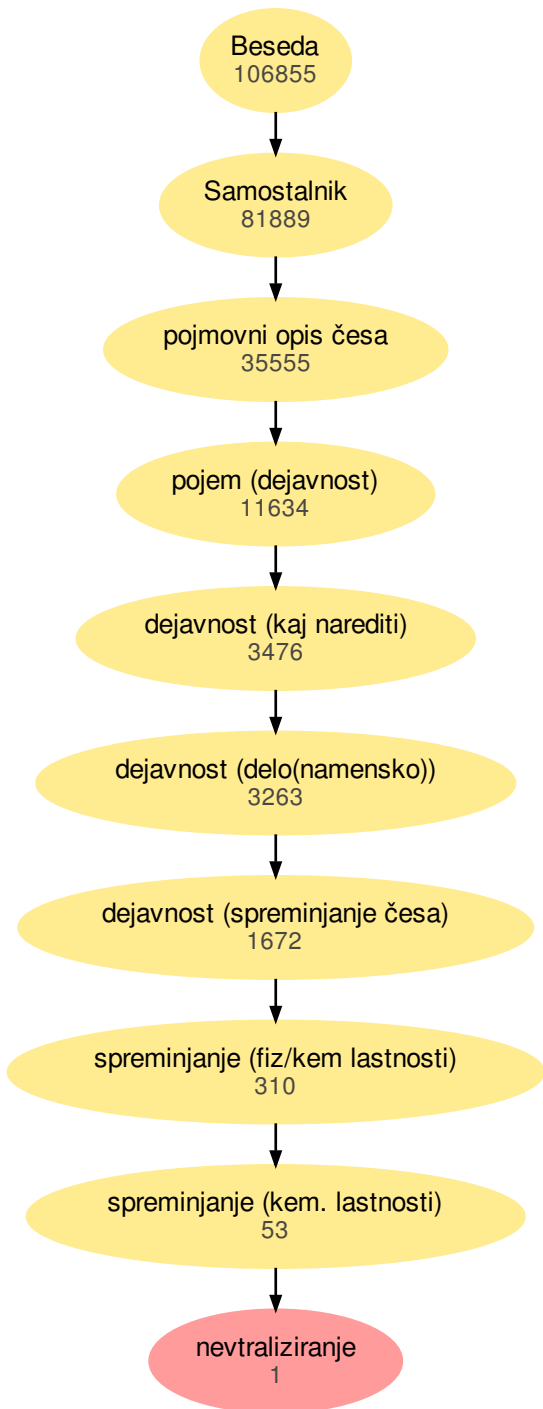 Beseda
106855
Samostalnik
81889
pojmovni opis česa
35555
pojem (dejavnost)
11634
dejavnost (kaj narediti)
3476
dejavnost (delo(namensko))
3263
dejavnost (spreminjanje česa)
1672
spreminjanje (fiz/kem lastnosti)
310
spreminjanje (kem. lastnosti)
53
nevtraliziranje
1